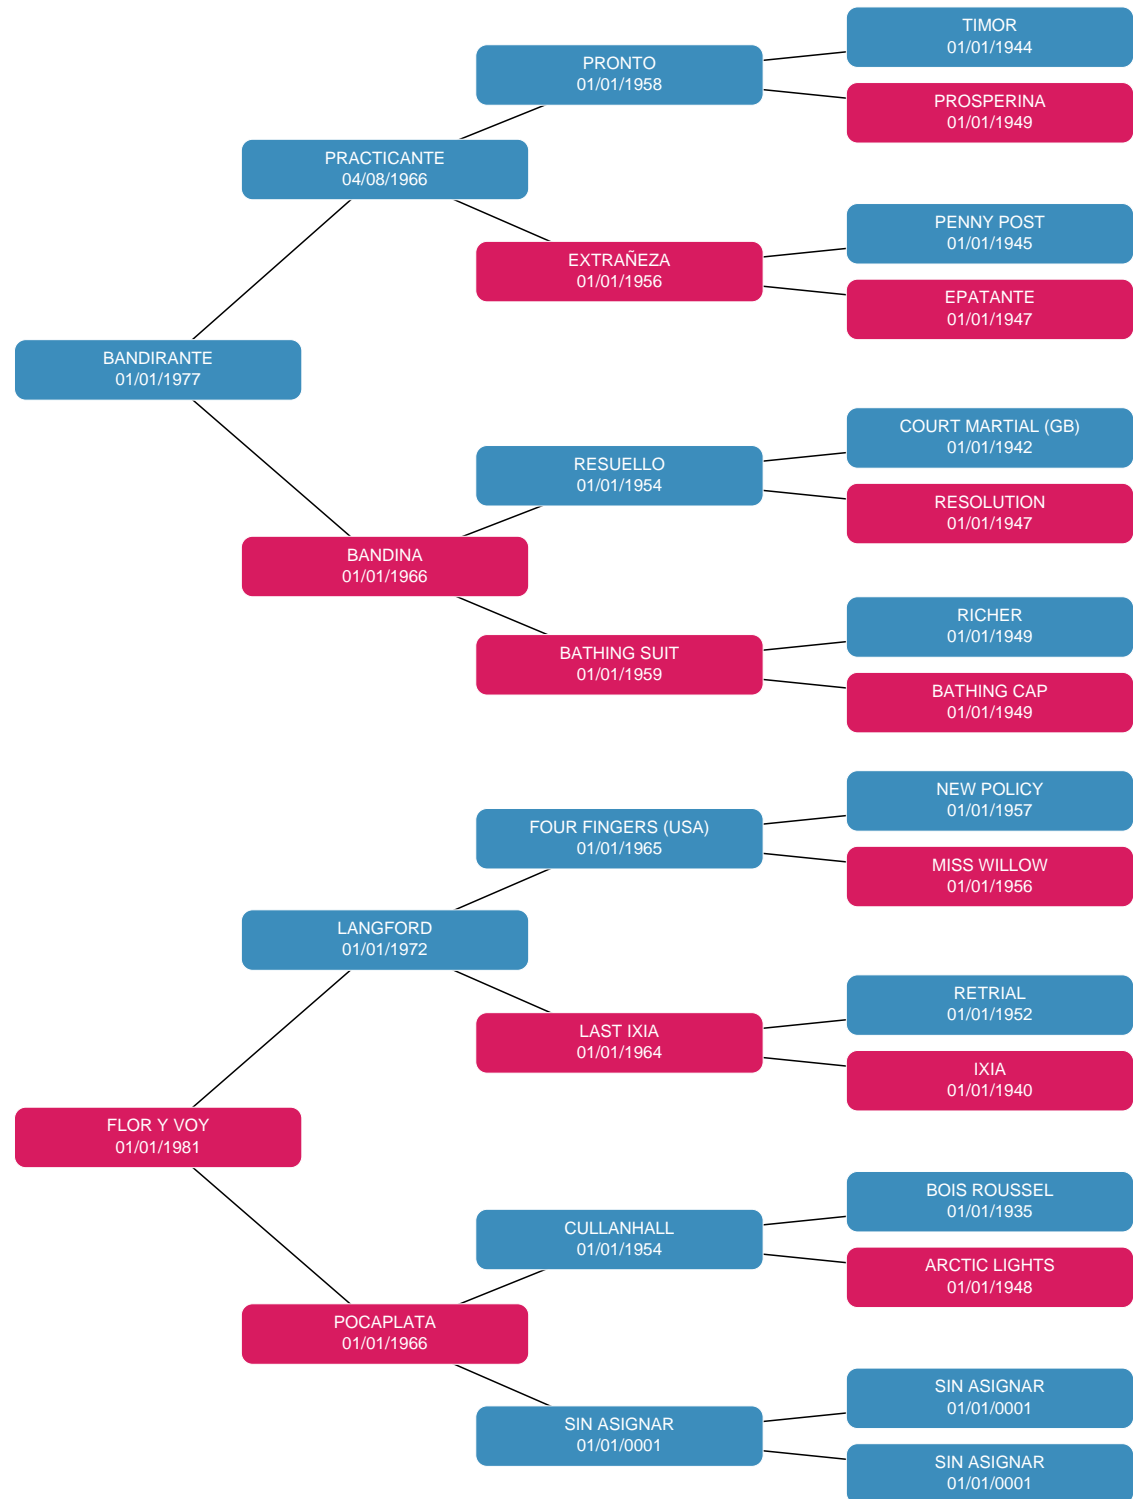 TIMOR
01/01/1944
PRONTO
01/01/1958
PROSPERINA
01/01/1949
PRACTICANTE
04/08/1966
PENNY POST
01/01/1945
EXTRAÑEZA
01/01/1956
EPATANTE
01/01/1947
BANDIRANTE
01/01/1977
COURT MARTIAL (GB)
01/01/1942
RESUELLO
01/01/1954
RESOLUTION
01/01/1947
BANDINA
01/01/1966
RICHER
01/01/1949
BATHING SUIT
01/01/1959
BATHING CAP
01/01/1949
NEW POLICY
01/01/1957
FOUR FINGERS (USA)
01/01/1965
MISS WILLOW
01/01/1956
LANGFORD
01/01/1972
RETRIAL
01/01/1952
LAST IXIA
01/01/1964
IXIA
01/01/1940
FLOR Y VOY
01/01/1981
BOIS ROUSSEL
01/01/1935
CULLANHALL
01/01/1954
ARCTIC LIGHTS
01/01/1948
POCAPLATA
01/01/1966
SIN ASIGNAR
01/01/0001
SIN ASIGNAR
01/01/0001
SIN ASIGNAR
01/01/0001